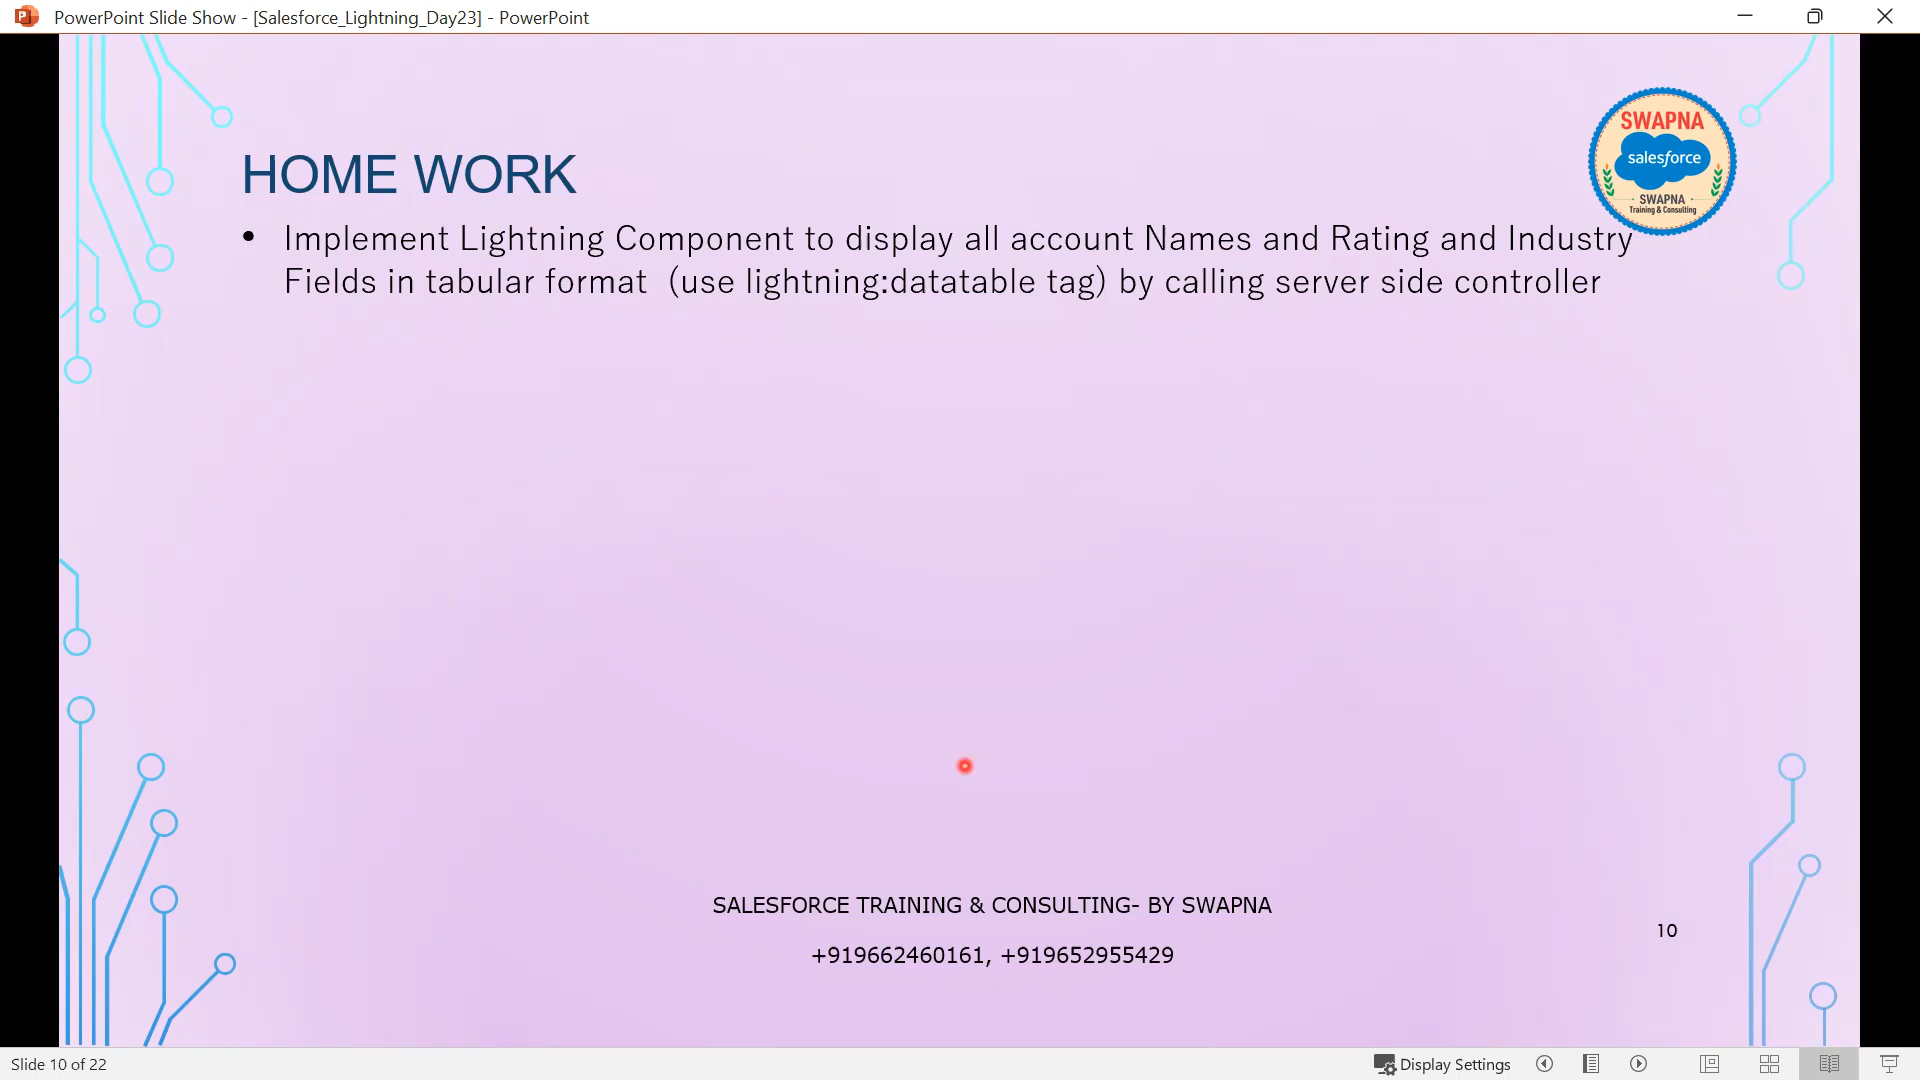 PowerPoint Slide Show - [Salesforce_Lightning_Day23] - PowerPoint
SWAPNA
salesforce
SWAPNA
Training & Consulting
HOME WORK
• Implement Lightning Component to display all account Names and Rating and Industry
Fields in tabular format (use lightning:datatable tag) by calling server side controller
SALESFORCE TRAINING & CONSULTING- BY SWAPNA
+919662460161, +919652955429
10
Slide 10 of 22
Display Settings